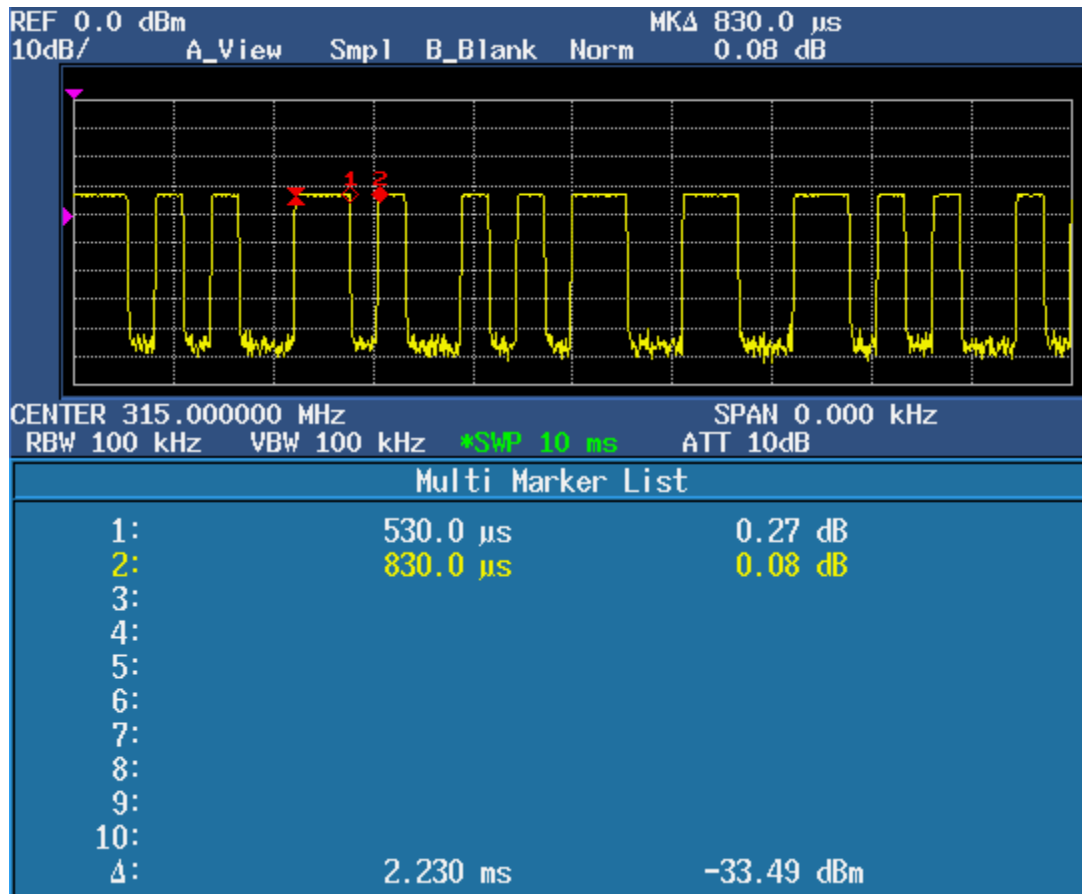 REF 0.0 dBm MKΔ 830.0 µs
10dB/ A_View Smpl B_Blank Norm 0.08 dB
1 2
CENTER 315.000000 MHz SPAN 0.000 kHz
RBW 100 kHz VBW 100 kHz *SWP 10 ms ATT 10dB
Multi Marker List
1: 530.0 µs 0.27 dB
2: 830.0 µs 0.08 dB
3:
4:
5:
6:
7:
8:
9:
10:
Δ: 2.230 ms -33.49 dBm